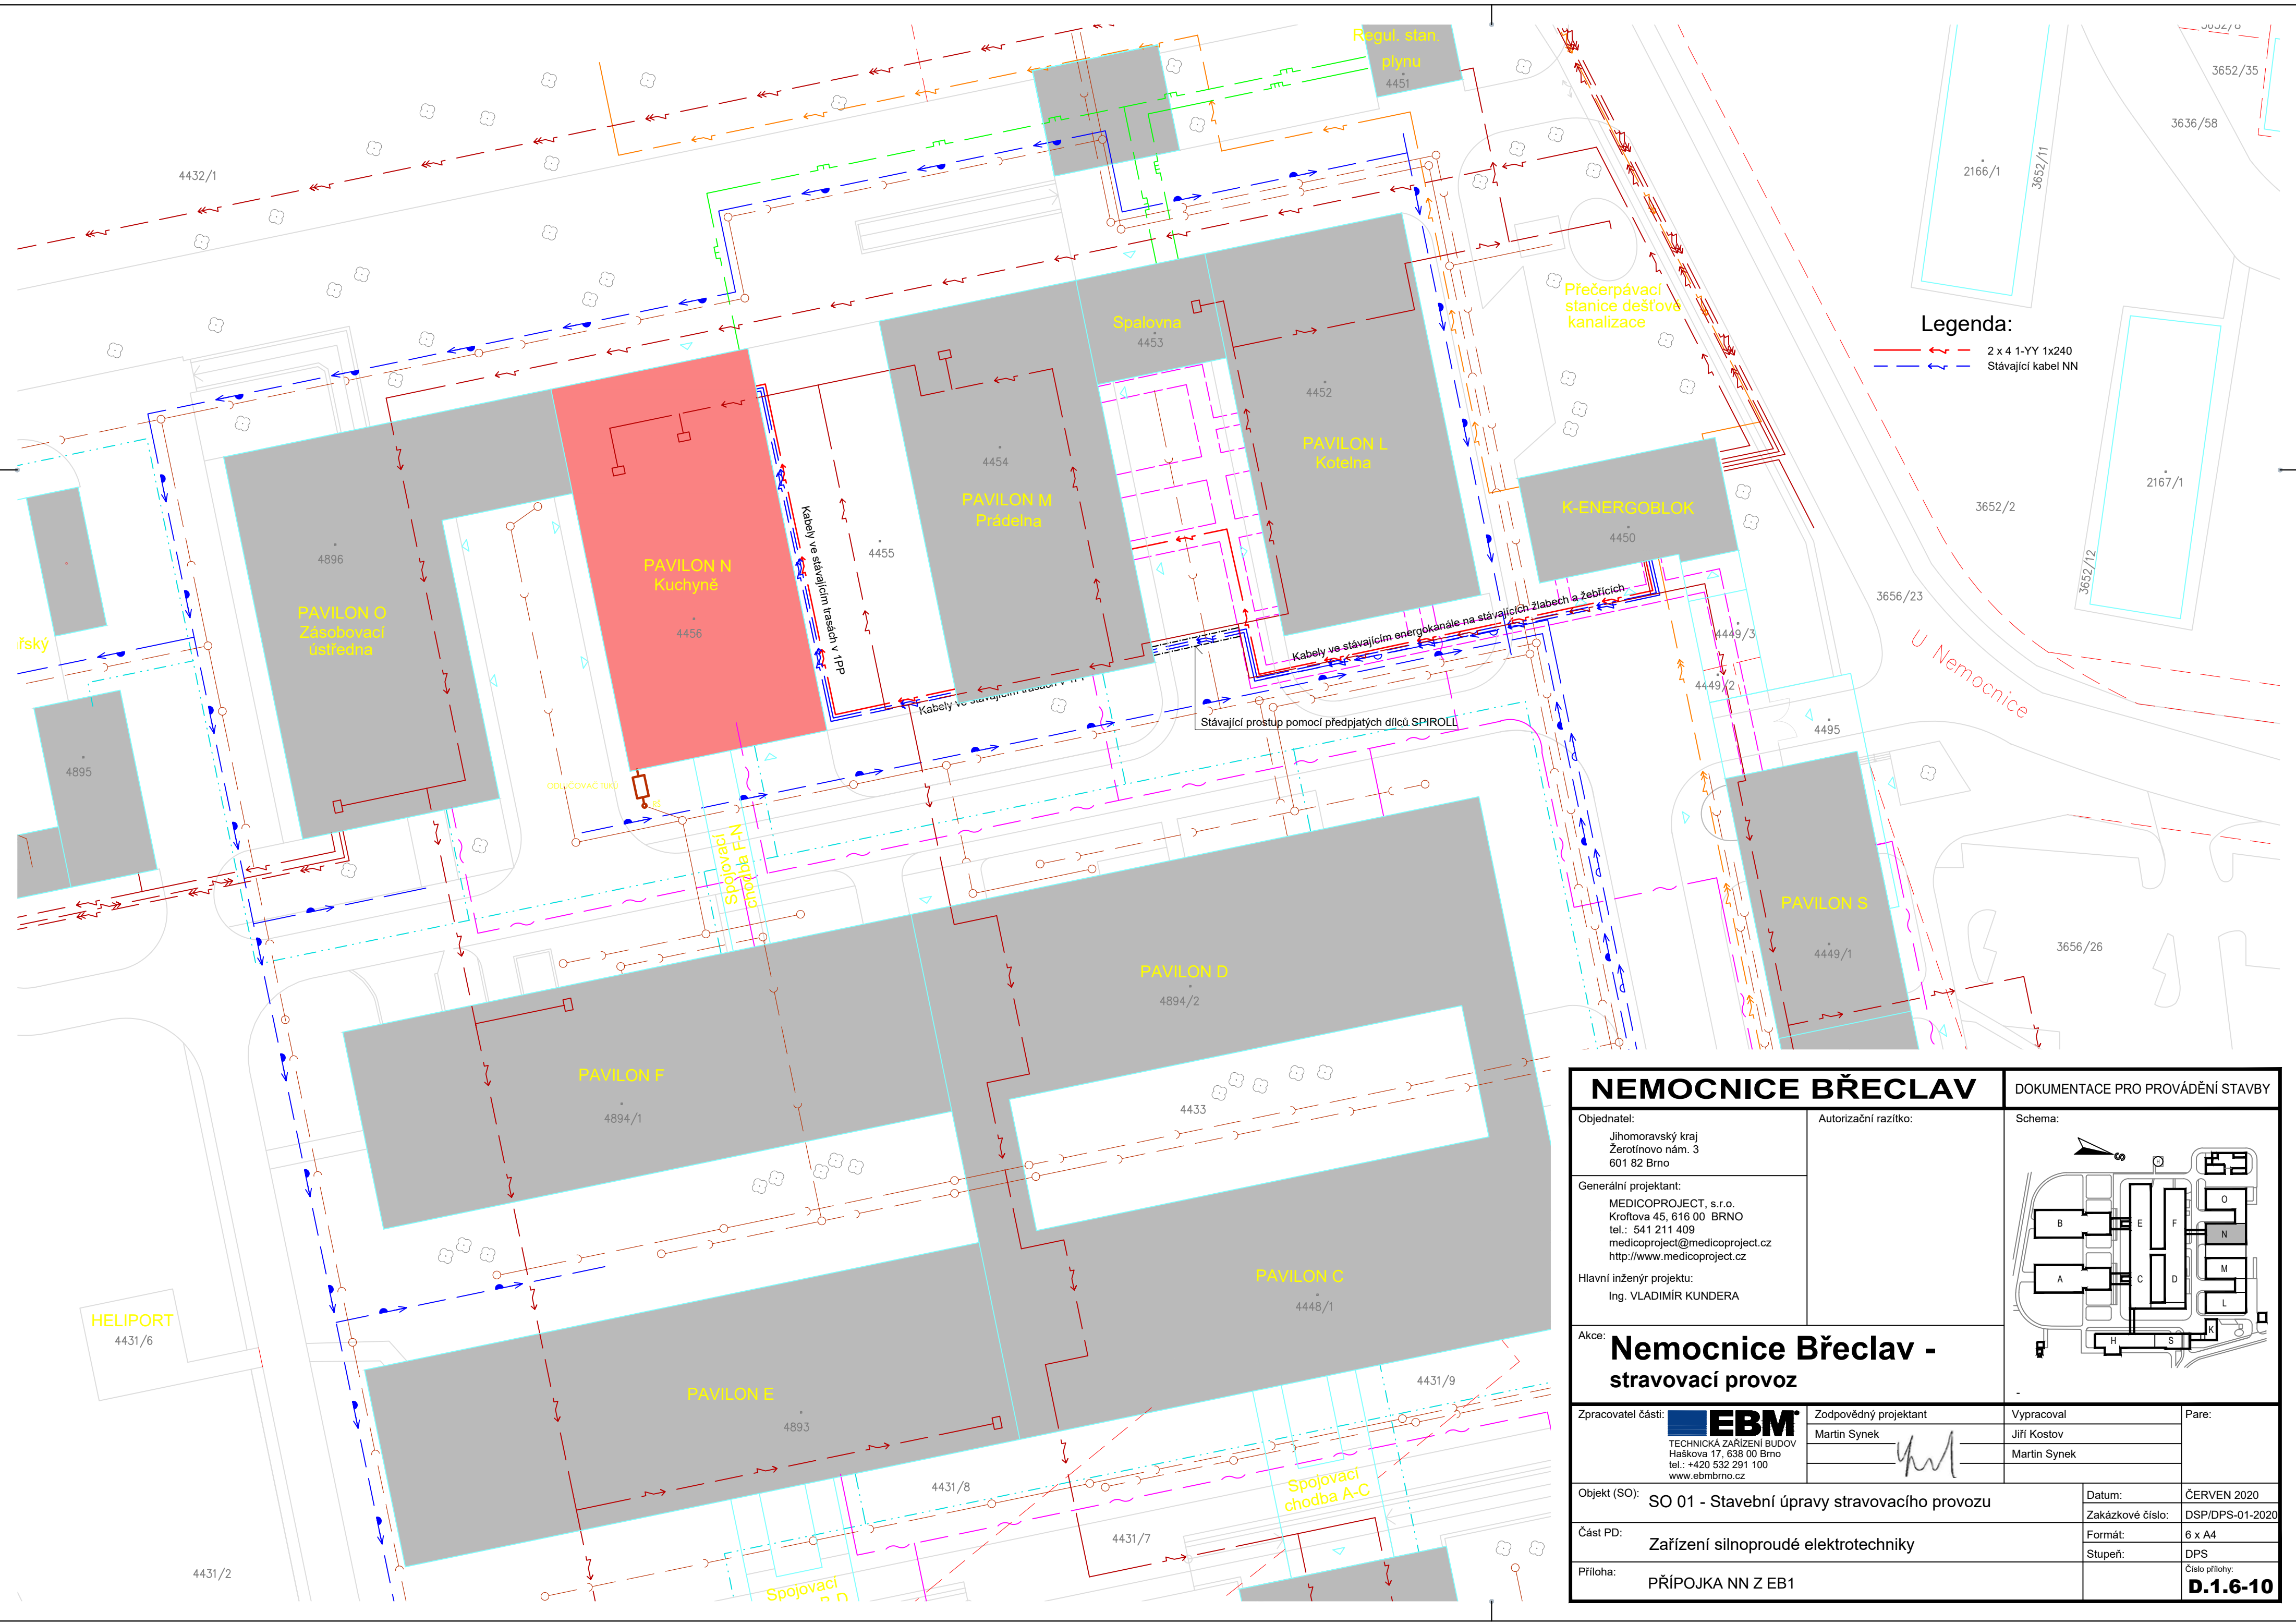 Regul. stan.
plynu
4451
3652/35
3636/58
2166/1
3652/11
4432/1
Přečerpávací
stanice dešťové
kanalizace
Legenda:
2 x 4 1-YY 1x240
Stávající kabel NN
Spalovna
4453
4452
PAVILON L
Kotelna
4454
PAVILON M
Prádelna
4455
K-ENERGOBLOK
4450
2167/1
3652/2
3652/12
3656/23
U Nemocnice
4896
PAVILON O
Zásobovací
ústředna
PAVILON N
Kuchyně
4456
Kabely ve stávajícím trasách v 1PP
Kabely ve stávajícím energokánále na stávajících žlabech a žebřících
Stávající prostup pomocí předpjatých dílců SPIROLL
4449/3
4449/2
4495
4895
Spojovací
chodba F-N
PAVILON S
4449/1
3656/26
PAVILON D
4894/2
PAVILON F
4894/1
4433
PAVILON C
4448/1
HELIPORT
4431/6
PAVILON E
4893
4431/9
4431/8
4431/7
4431/2
Spojovací
chodba A-C
Spojovací
NEMOCNICE BŘECLAV
DOKUMENTACE PRO PROVÁDĚNÍ STAVBY
Objednatel:
Jihomoravský kraj
Žerotínovo nám. 3
601 82 Brno
Autorizační razítko:
Schema:
S
B
E
F
O
N
A
C
D
M
L
H
S
K
-
Generální projektant:
MEDICOPROJECT, s.r.o.
Kroftova 45, 616 00 BRNO
tel.: 541 211 409
medicoproject@medicoproject.cz
http://www.medicoproject.cz
Hlavní inženýr projektu:
Ing. VLADIMÍR KUNDERA
Akce:
Nemocnice Břeclav -
stravovací provoz
Zpracovatel části:
EBM
TECHNICKÁ ZAŘÍZENÍ BUDOV
Haškova 17, 638 00 Brno
tel.: +420 532 291 100
www.ebmbrno.cz
Zodpovědný projektant
Martin Synek
Vypracoval
Jiří Kostov
Martin Synek
Pare:
Objekt (SO):
SO 01 - Stavební úpravy stravovacího provozu
Část PD:
Zařízení silnoproudé elektrotechniky
Příloha:
PŘÍPOJKA NN Z EB1
Datum:
ČERVEN 2020
Zakázkové číslo:
DSP/DPS-01-2020
Formát:
6 x A4
Stupeň:
DPS
Číslo přílohy:
D.1.6-10